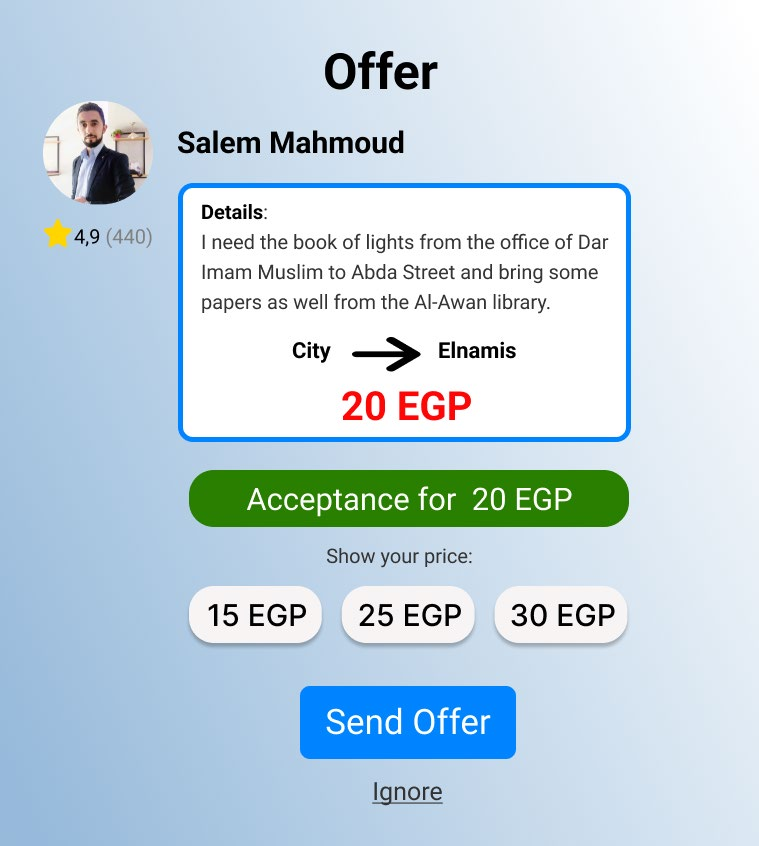 Offer
Salem Mahmoud
4,9 (440)
Details:
I need the book of lights from the office of Dar
Imam Muslim to Abda Street and bring some
papers as well from the Al-Awan library.
City Elnamis
20 EGP
Acceptance for 20 EGP
Show your price:
15 EGP 25 EGP 30 EGP
Send Offer
Ignore